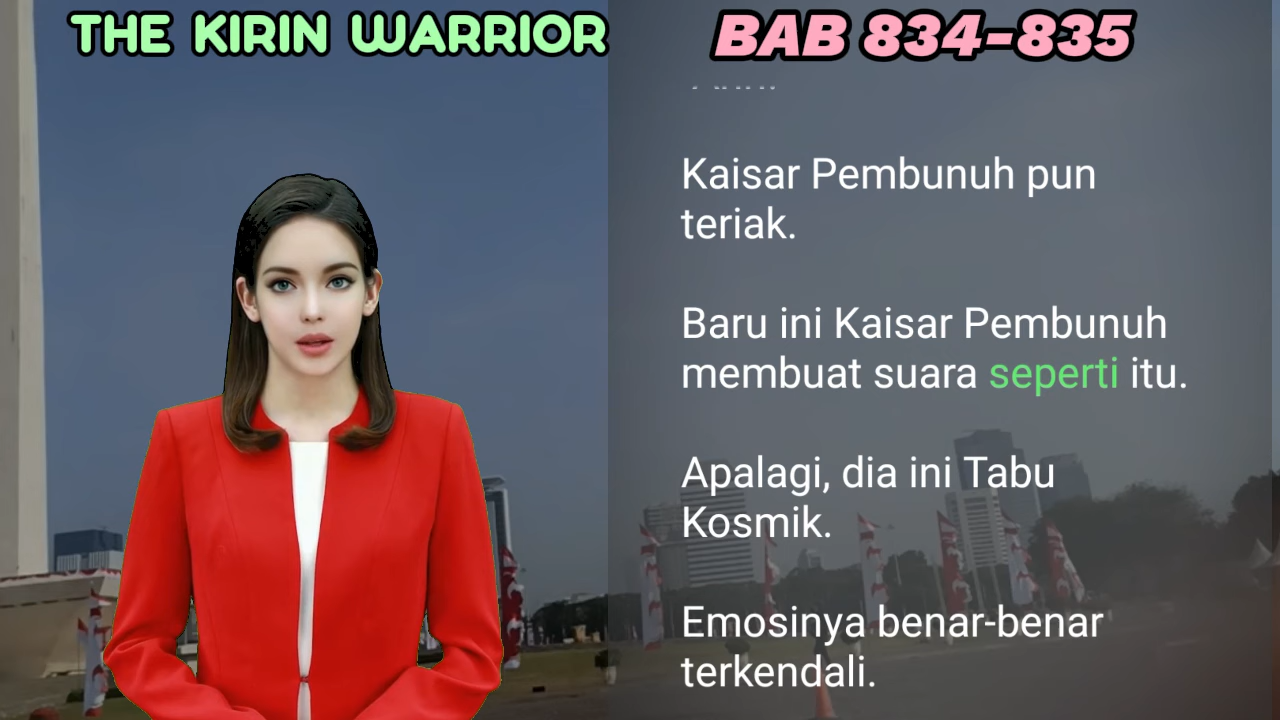 THE KIRIN WARRIOR
BAB 834-835
Kaisar Pembunuh pun
teriak.
Baru ini Kaisar Pembunuh
membuat suara seperti itu.
Apalagi, dia ini Tabu
Kosmik.
Emosinya benar-benar
terkendali.